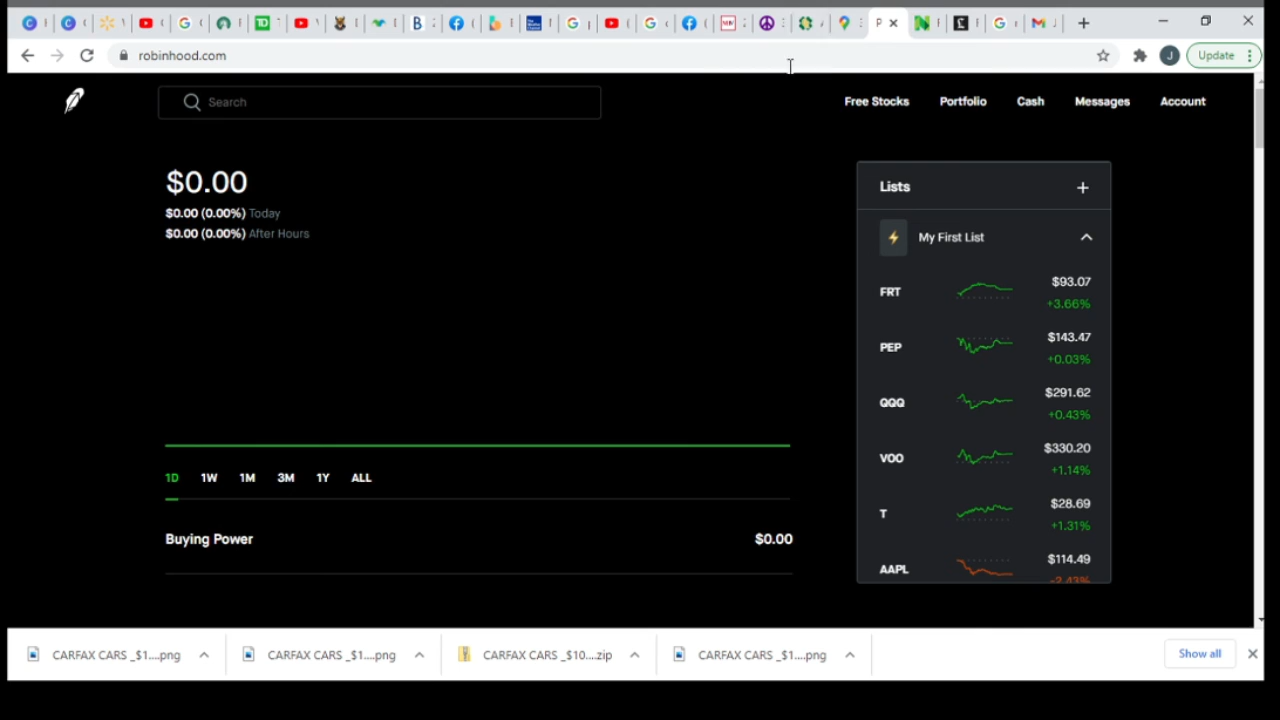 robinhood.com
J
Update
Search
Free Stocks
Portfolio
Cash
Messages
Account
$0.00
$0.00 (0.00%) Today
$0.00 (0.00%) After Hours
1D
1W
1M
3M
1Y
ALL
Buying Power
$0.00
Lists
My First List
FRT
$93.07
+3.66%
PEP
$143.47
+0.03%
QQQ
$291.62
+0.43%
VOO
$330.20
+1.14%
T
$28.69
+1.31%
AAPL
$114.49
-2.43%
CARFAX CARS _$1....png
CARFAX CARS _$1....png
CARFAX CARS _$10....zip
CARFAX CARS _$1....png
Show all